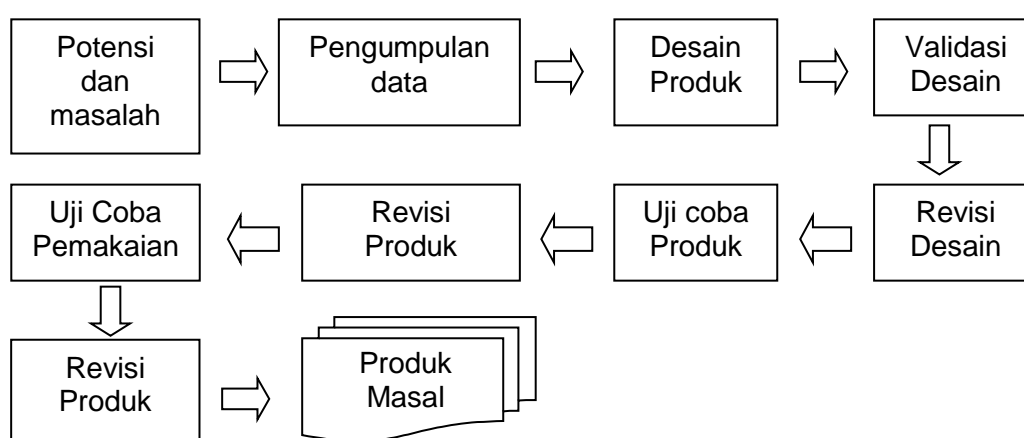 Potensi
dan
masalah
Pengumpulan
data
Desain
Produk
Validasi
Desain
Revisi
Desain
Uji coba
Produk
Revisi
Produk
Uji Coba
Pemakaian
Revisi
Produk
Produk
Masal